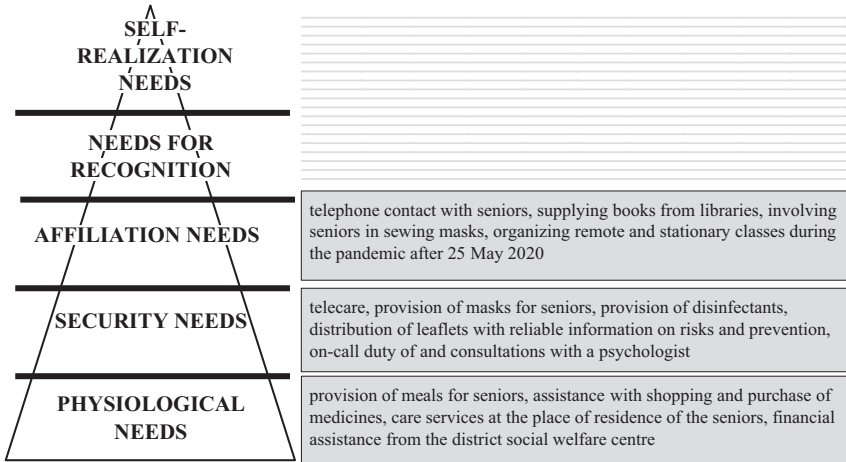 SELF-
REALIZATION
NEEDS
NEEDS FOR
RECOGNITION
AFFILIATION NEEDS
telephone contact with seniors, supplying books from libraries, involving
seniors in sewing masks, organizing remote and stationary classes during
the pandemic after 25 May 2020
SECURITY NEEDS
telecare, provision of masks for seniors, provision of disinfectants,
distribution of leaflets with reliable information on risks and prevention,
on-call duty of and consultations with a psychologist
PHYSIOLOGICAL
NEEDS
provision of meals for seniors, assistance with shopping and purchase of
medicines, care services at the place of residence of the seniors, financial
assistance from the district social welfare centre